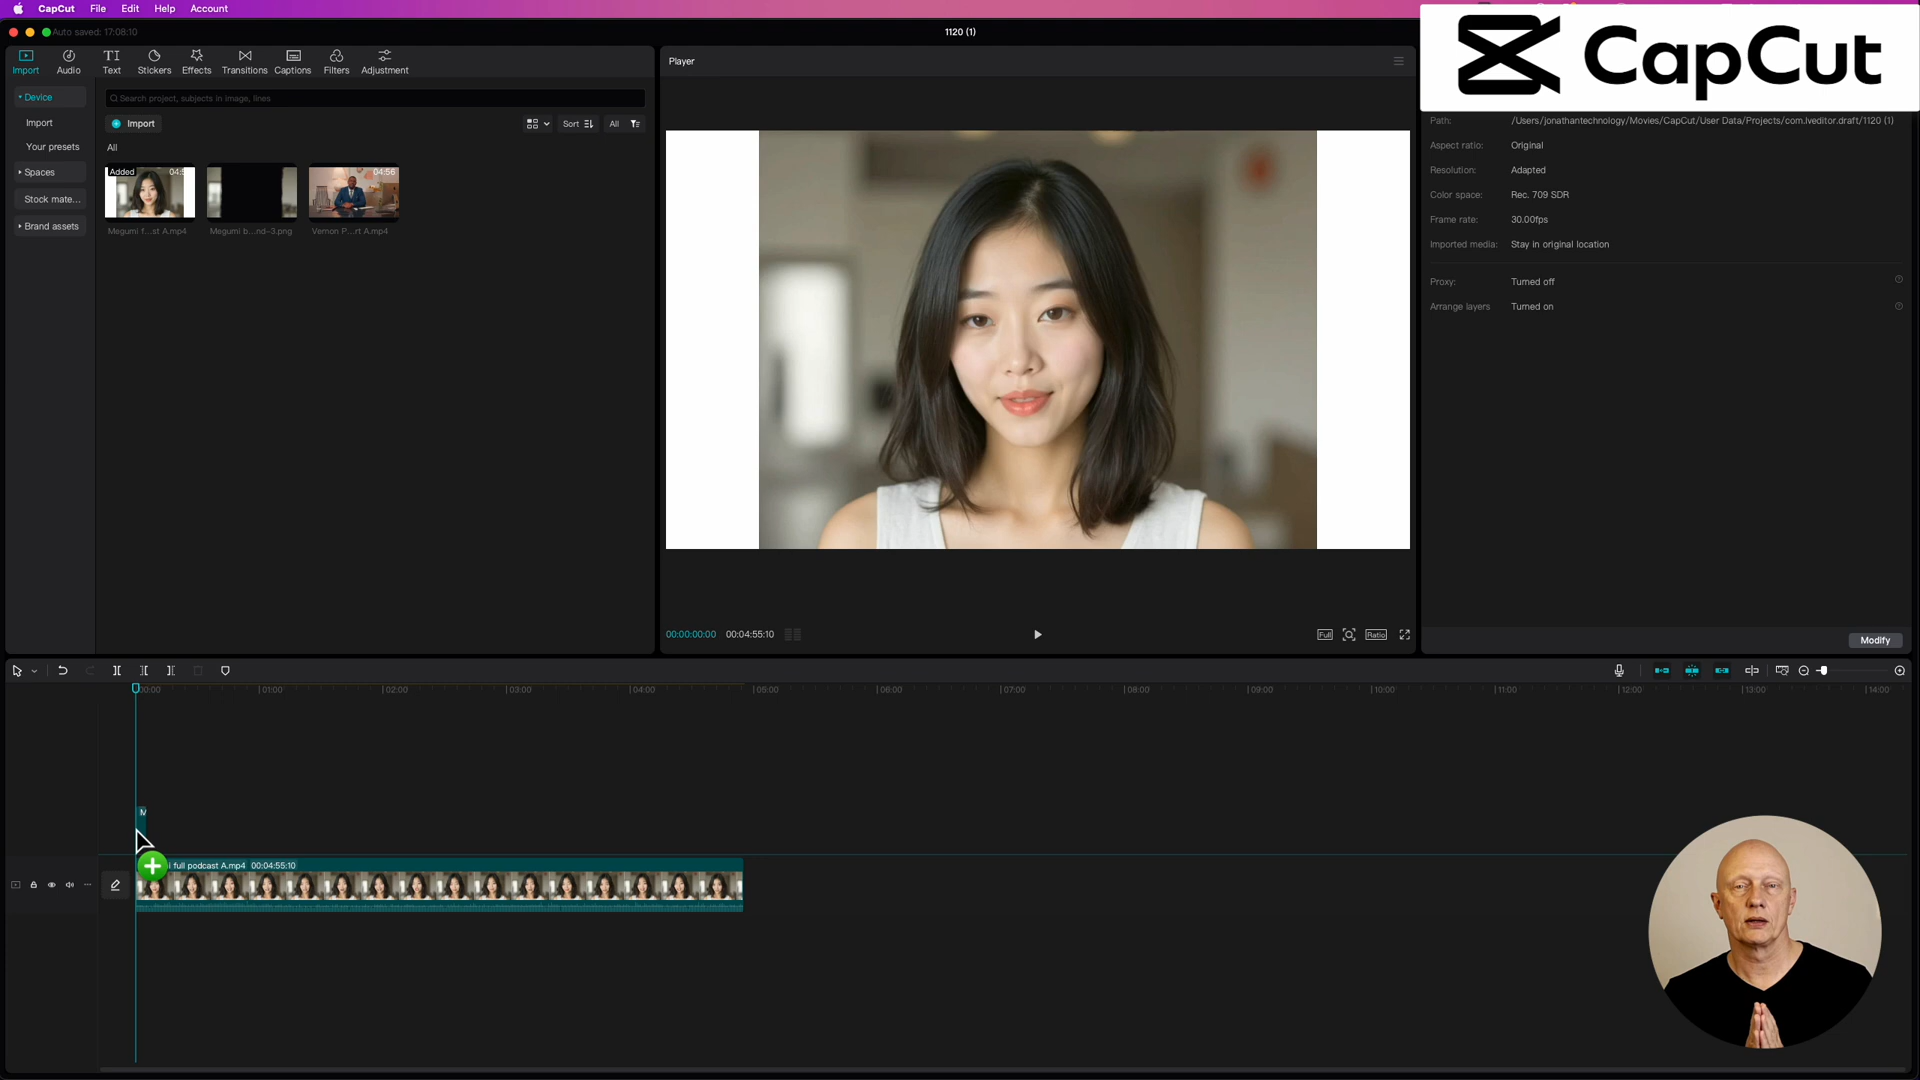 CapCut File Edit Help Account
Auto saved: 17:08:10
1120 (1)
CapCut
Import Audio Text Stickers Effects Transitions Captions Filters Adjustment
Player
Device
Search project, subjects in image, lines
Import
Import
Sort
All
Your presets
All
Spaces
Stock mate...
Brand assets
Added 04:5
04:56
Megumi f...st A.mp4
Megumi b...nd-3.png
Vernon P...rt A.mp4
Path: /Users/jonathantechnology/Movies/CapCut/User Data/Projects/com.lveditor.draft/1120 (1)
Aspect ratio: Original
Resolution: Adapted
Color space: Rec. 709 SDR
Frame rate: 30.00fps
Imported media: Stay in original location
Proxy: Turned off
Arrange layers Turned on
00:00:00:00 00:04:55:10
Full
Ratio
Modify
00:00 01:00 02:00 03:00 04:00 05:00 06:00 07:00 08:00 09:00 10:00 11:00 12:00 13:00 14:00
M
i full podcast A.mp4 00:04:55:10